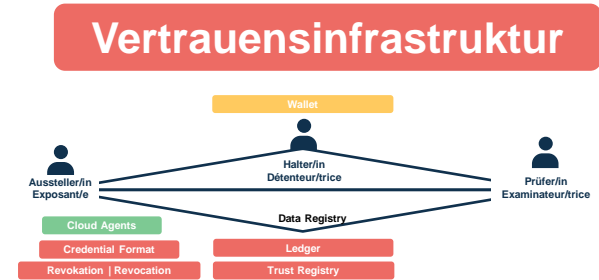 Vertrauensinfrastruktur
Wallet
Halter/in
Détenteur/trice
Aussteller/in
Exposant/e
Prüfer/in
Examinateur/trice
Data Registry
Cloud Agents
Credential Format
Revokation | Revocation
Ledger
Trust Registry